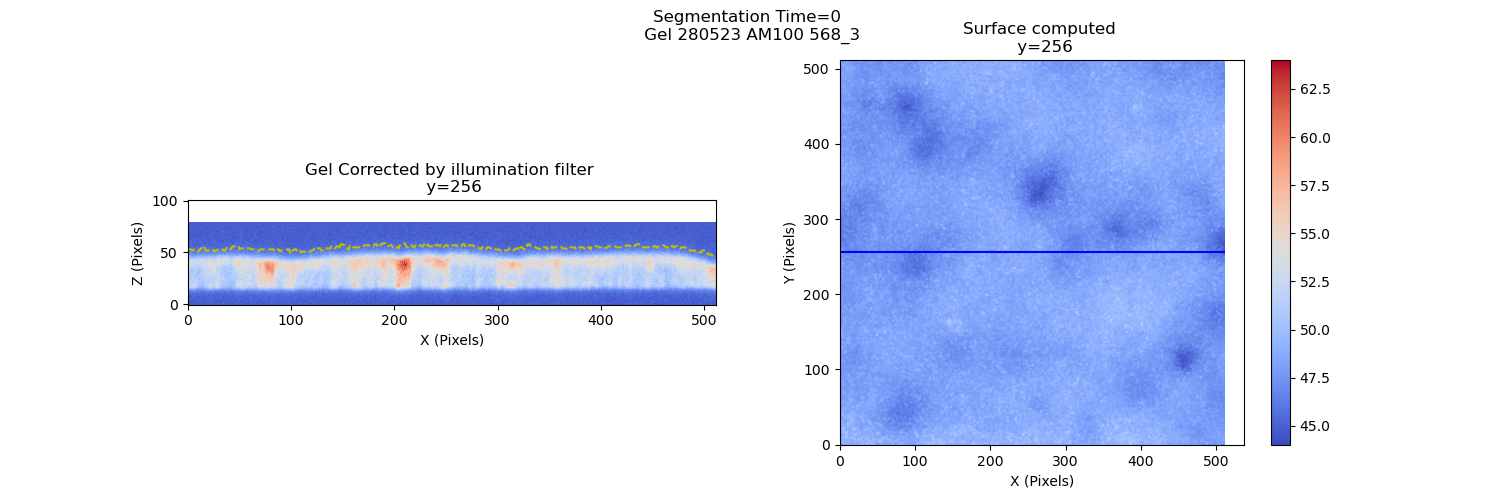 Segmentation Time=0
Gel 280523 AM100 568_3
Gel Corrected by illumination filter
y=256
100
50
0
Z (Pixels)
0 100 200 300 400 500
X (Pixels)
Surface computed
y=256
500
400
300
200
100
0
Y (Pixels)
0 100 200 300 400 500
X (Pixels)
62.5
60.0
57.5
55.0
52.5
50.0
47.5
45.0